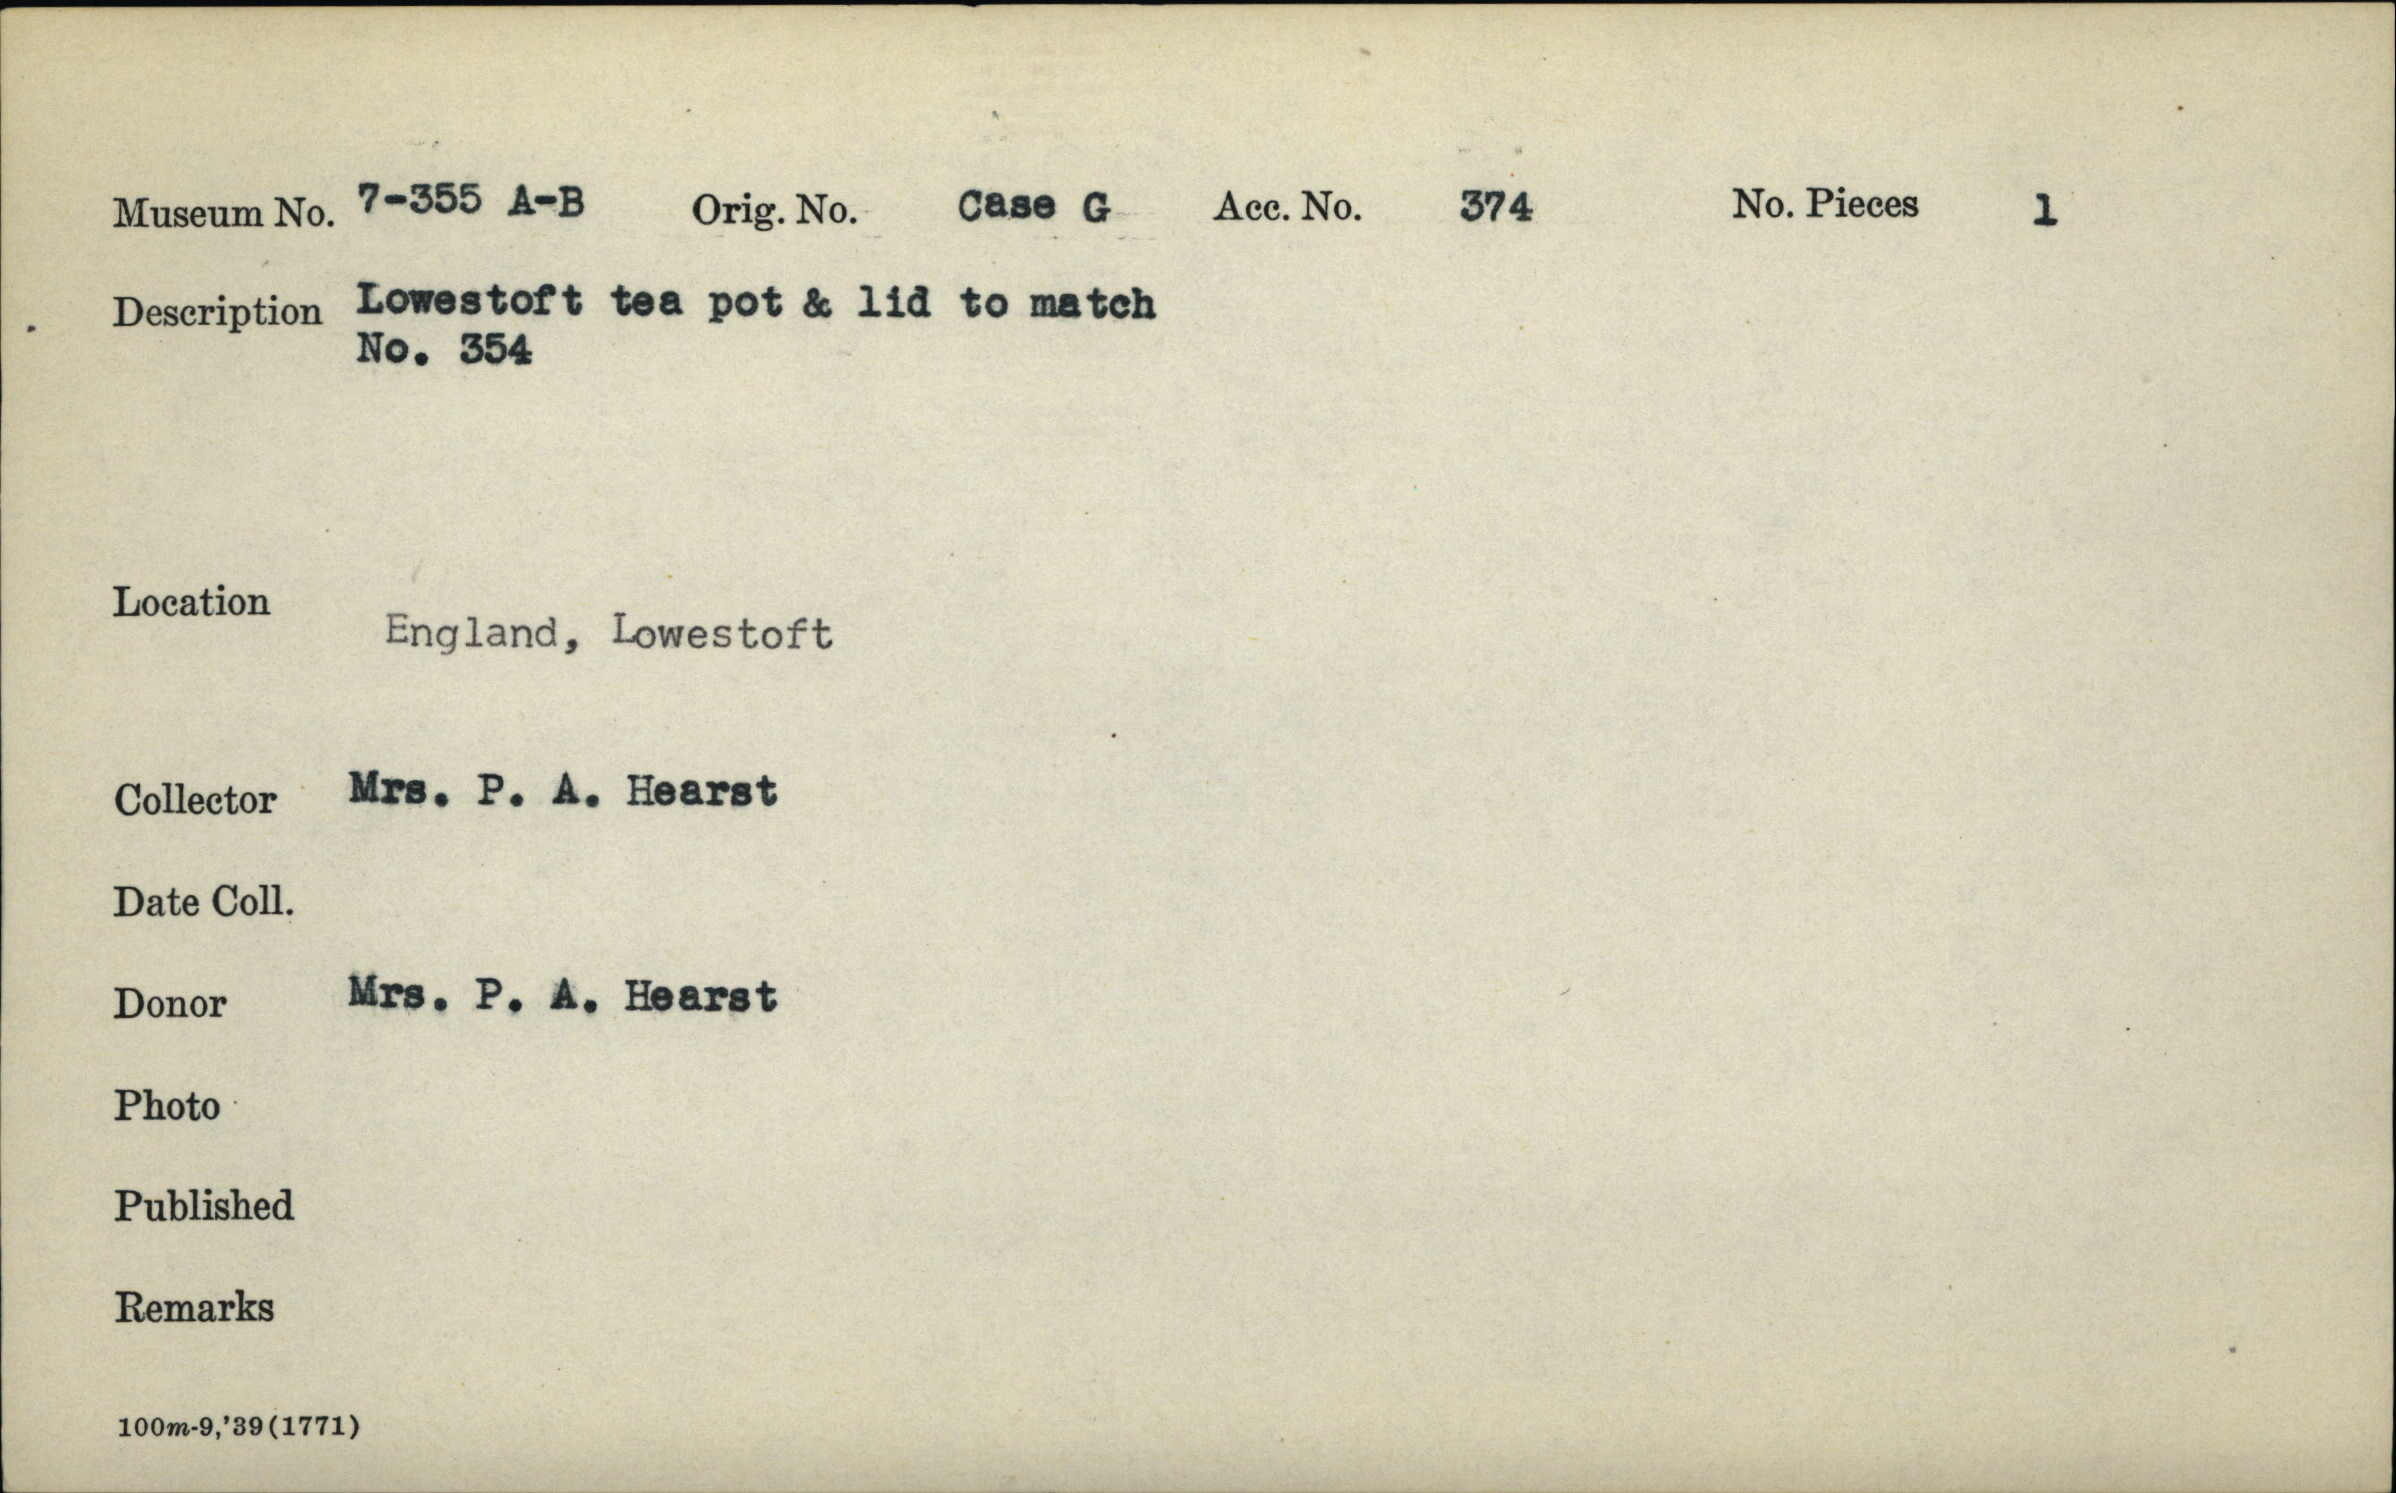 Museum No. 7-355 A-B Orig. No. Case G Acc. No. 374 No. Pieces 1
Description Lowestoft tea pot & lid to match
No. 354
Location
England, Lowestoft
Collector Mrs. P. A. Hearst
Date Coll.
Donor Mrs. P. A. Hearst
Photo
Published
Remarks
100m-9,'39(1771)